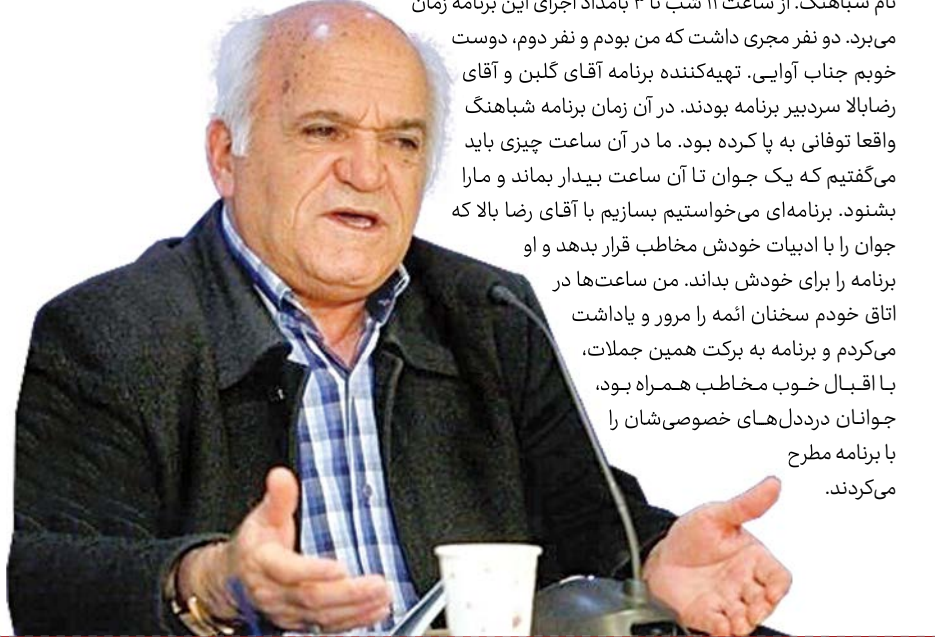 نام شباهنگ. از ساعت ۱۱ شب تا ۳ بامداد اجرای این برنامه زمان
می‌برد. دو نفر مجری داشت که من بودم و نفر دوم، دوست
خوبم جناب آوایی. تهیه‌کننده برنامه آقای گلبن و آقای
رضابالا سردبیر برنامه بودند. در آن زمان برنامه شباهنگ
واقعا توفانی به پا کرده بود. ما در آن ساعت چیزی باید
می‌گفتیم که یک جوان تا آن ساعت بیدار بماند و مارا
بشنود. برنامه‌ای می‌خواستیم بسازیم با آقای رضا بالا که
جوان را با ادبیات خودش مخاطب قرار بدهد و او
برنامه را برای خودش بداند. من ساعت‌ها در
اتاق خودم سخنان ائمه را مرور و یاداشت
می‌کردم و برنامه به برکت همین جملات،
با اقبال خوب مخاطب همراه بود،
جوانان درددل‌های خصوصی‌شان را
با برنامه مطرح
می‌کردند.